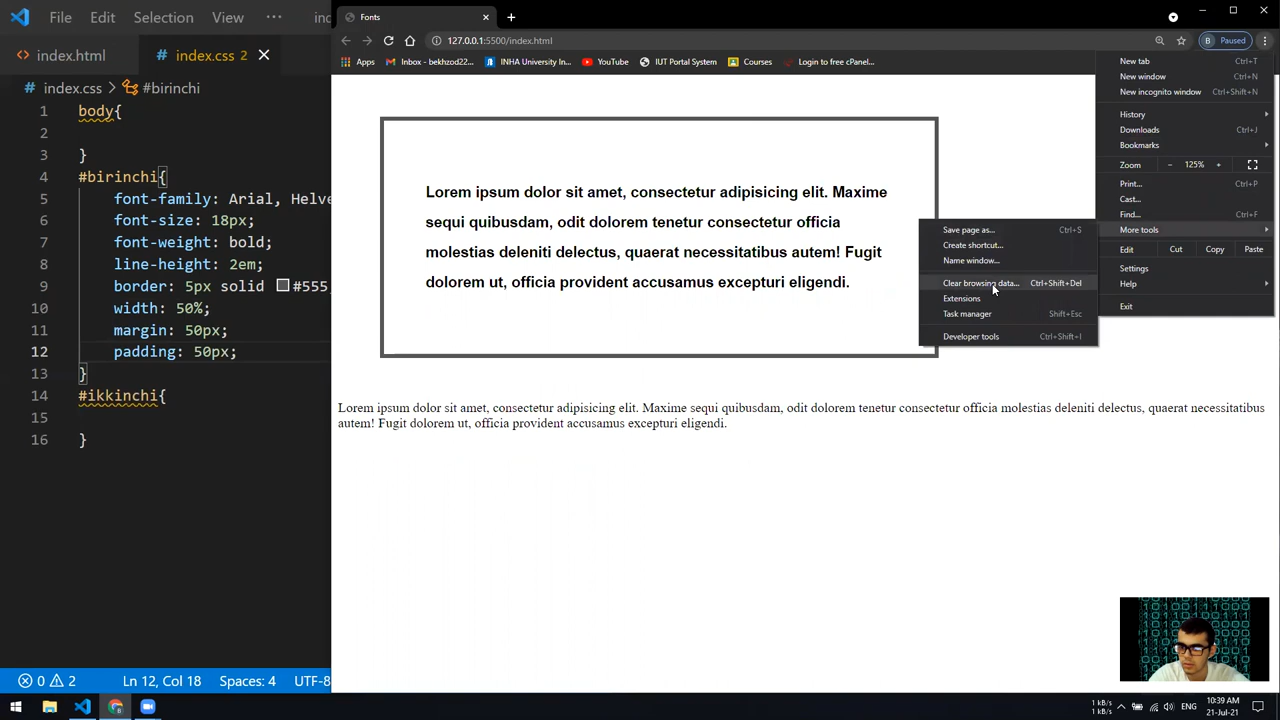 File Edit Selection View ··· ind
index.html
index.css 2
index.css > #birinchi
1 body{
2
3 }
4 #birinchi{
5 font-family: Arial, Helve
6 font-size: 18px;
7 font-weight: bold;
8 line-height: 2em;
9 border: 5px solid #555
10 width: 50%;
11 margin: 50px;
12 padding: 50px;
13 }
14 #ikkinchi{
15
16 }
0 2 Ln 12, Col 18 Spaces: 4 UTF-8
Fonts
127.0.0.1:5500/index.html
B Paused
Apps Inbox - bekhzod22... INHA University In... YouTube IUT Portal System Courses Login to free cPanel...
Lorem ipsum dolor sit amet, consectetur adipisicing elit. Maxime
sequi quibusdam, odit dolorem tenetur consectetur officia
molestias deleniti delectus, quaerat necessitatibus autem! Fugit
dolorem ut, officia provident accusamus excepturi eligendi.
Lorem ipsum dolor sit amet, consectetur adipisicing elit. Maxime sequi quibusdam, odit dolorem tenetur consectetur officia molestias deleniti delectus, quaerat necessitatibus
autem! Fugit dolorem ut, officia provident accusamus excepturi eligendi.
New tab Ctrl+T
New window Ctrl+N
New incognito window Ctrl+Shift+N
History
Downloads Ctrl+J
Bookmarks
Zoom - 125% +
Print... Ctrl+P
Cast...
Find... Ctrl+F
More tools
Edit Cut Copy Paste
Settings
Help
Exit
Save page as... Ctrl+S
Create shortcut...
Name window...
Clear browsing data... Ctrl+Shift+Del
Extensions
Task manager Shift+Esc
Developer tools Ctrl+Shift+I
1 kB/s
1 kB/s
ENG
10:39 AM
21-Jul-21